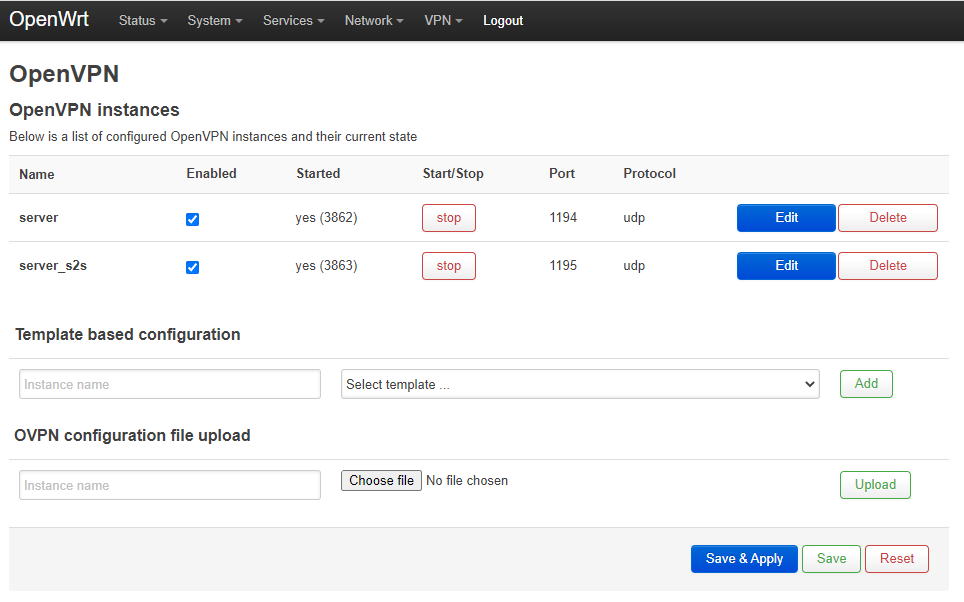 OpenWrt Status System Services Network VPN Logout
OpenVPN
OpenVPN instances
Below is a list of configured OpenVPN instances and their current state
Name Enabled Started Start/Stop Port Protocol
server yes (3862) stop 1194 udp Edit Delete
server_s2s yes (3863) stop 1195 udp Edit Delete
Template based configuration
Instance name Select template ... Add
OVPN configuration file upload
Instance name Choose file No file chosen Upload
Save & Apply Save Reset